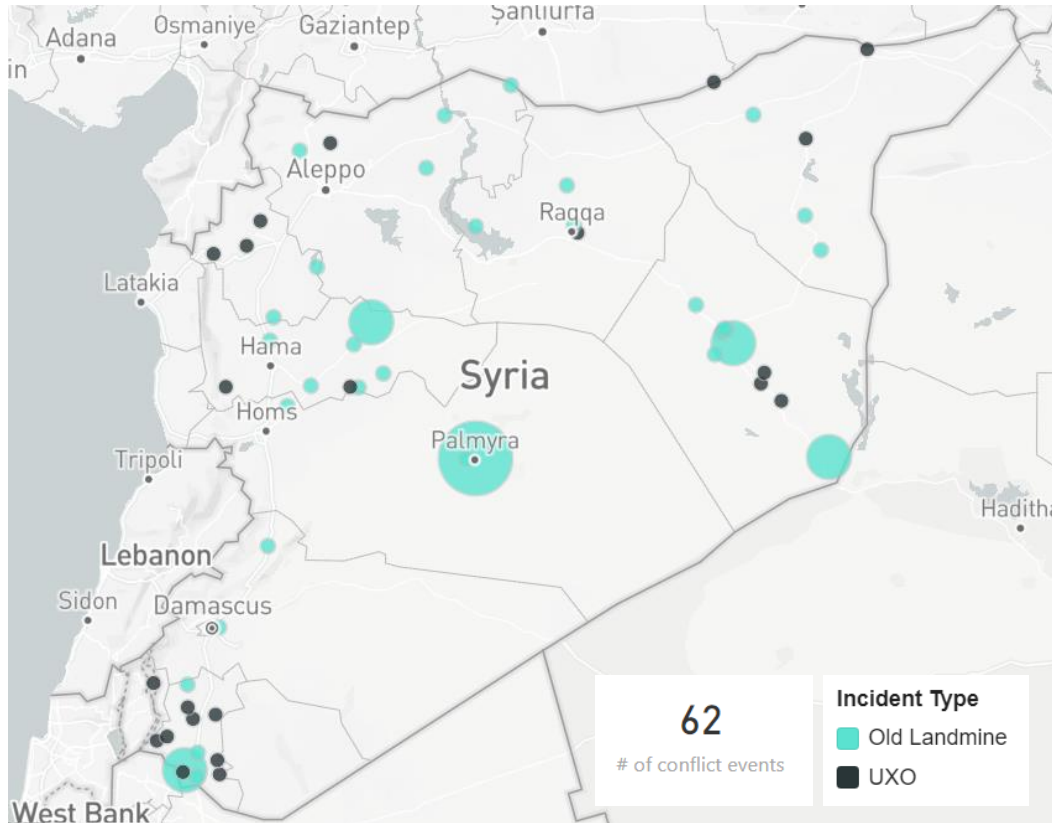 Şanlıurfa
Osmaniye
Gaziantep
Adana
in
Aleppo
Raqqa
Latakia
Hama
Syria
Homs
Palmyra
Tripoli
Haditha
Lebanon
Sidon
Damascus
62
# of conflict events
Incident Type
Old Landmine
UXO
West Bank